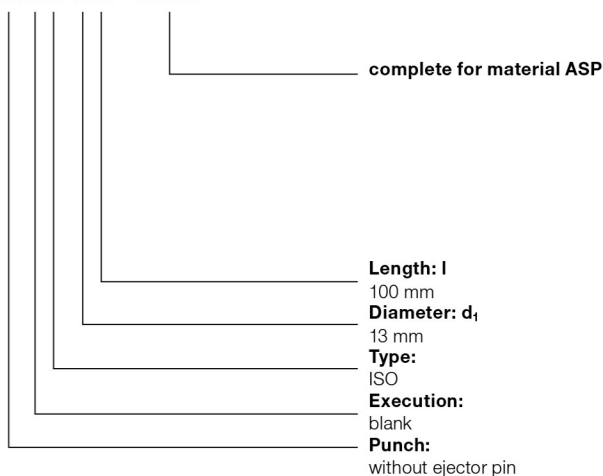 complete for material ASP
Length: l
100 mm
Diameter: d₁
13 mm
Type:
ISO
Execution:
blank
Punch:
without ejector pin